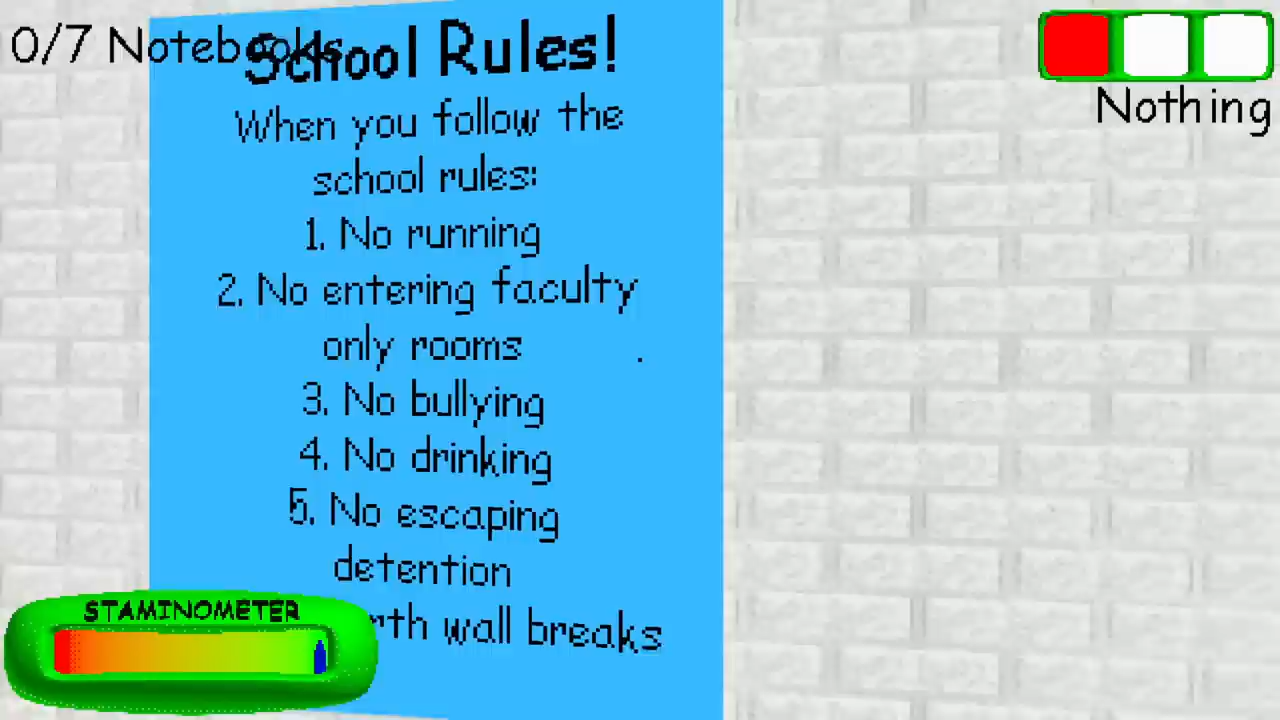 0/7 Notebooks
School Rules!
When you follow the
school rules:
1. No running
2. No entering faculty
only rooms
3. No bullying
4. No drinking
5. No escaping
detention
wall breaks
Nothing
STAMINOMETER